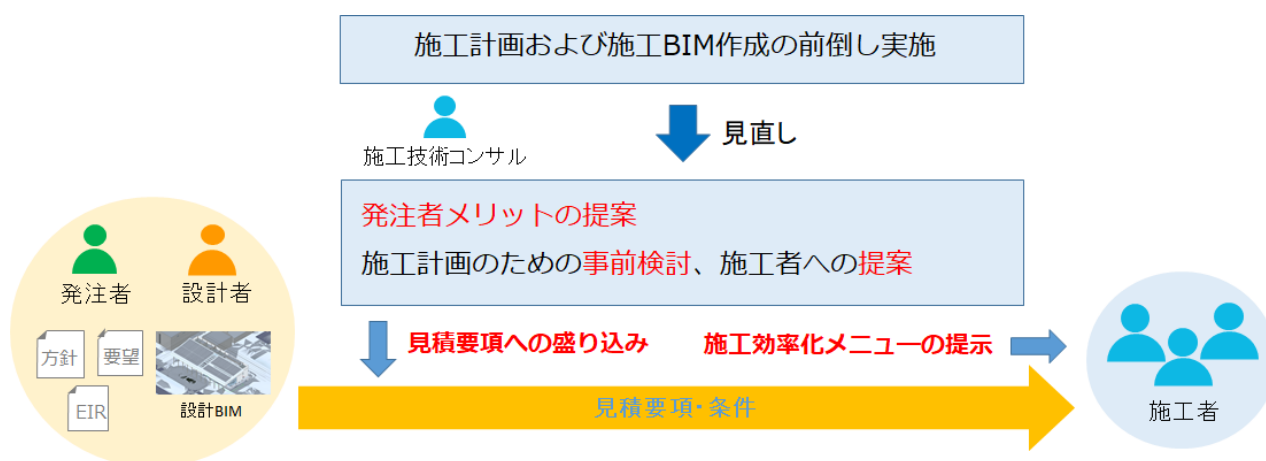 施工計画および施工BIM作成の前倒し実施
見直し
施工技術コンサル
発注者メリットの提案
施工計画のための事前検討、施工者への提案
発注者
設計者
方針
要望
EIR
設計BIM
見積要項への盛り込み
施工効率化メニューの提示
見積要項・条件
施工者